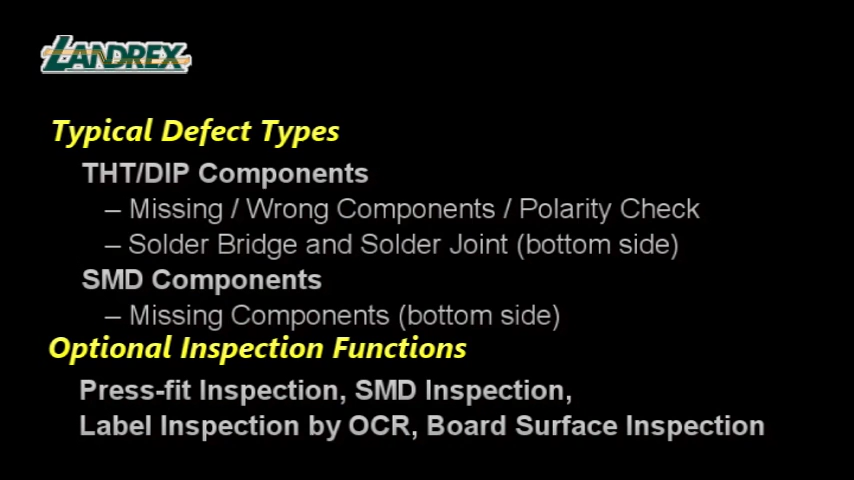 LANDREX
Typical Defect Types
THT/DIP Components
– Missing / Wrong Components / Polarity Check
– Solder Bridge and Solder Joint (bottom side)
SMD Components
– Missing Components (bottom side)
Optional Inspection Functions
Press-fit Inspection, SMD Inspection,
Label Inspection by OCR, Board Surface Inspection